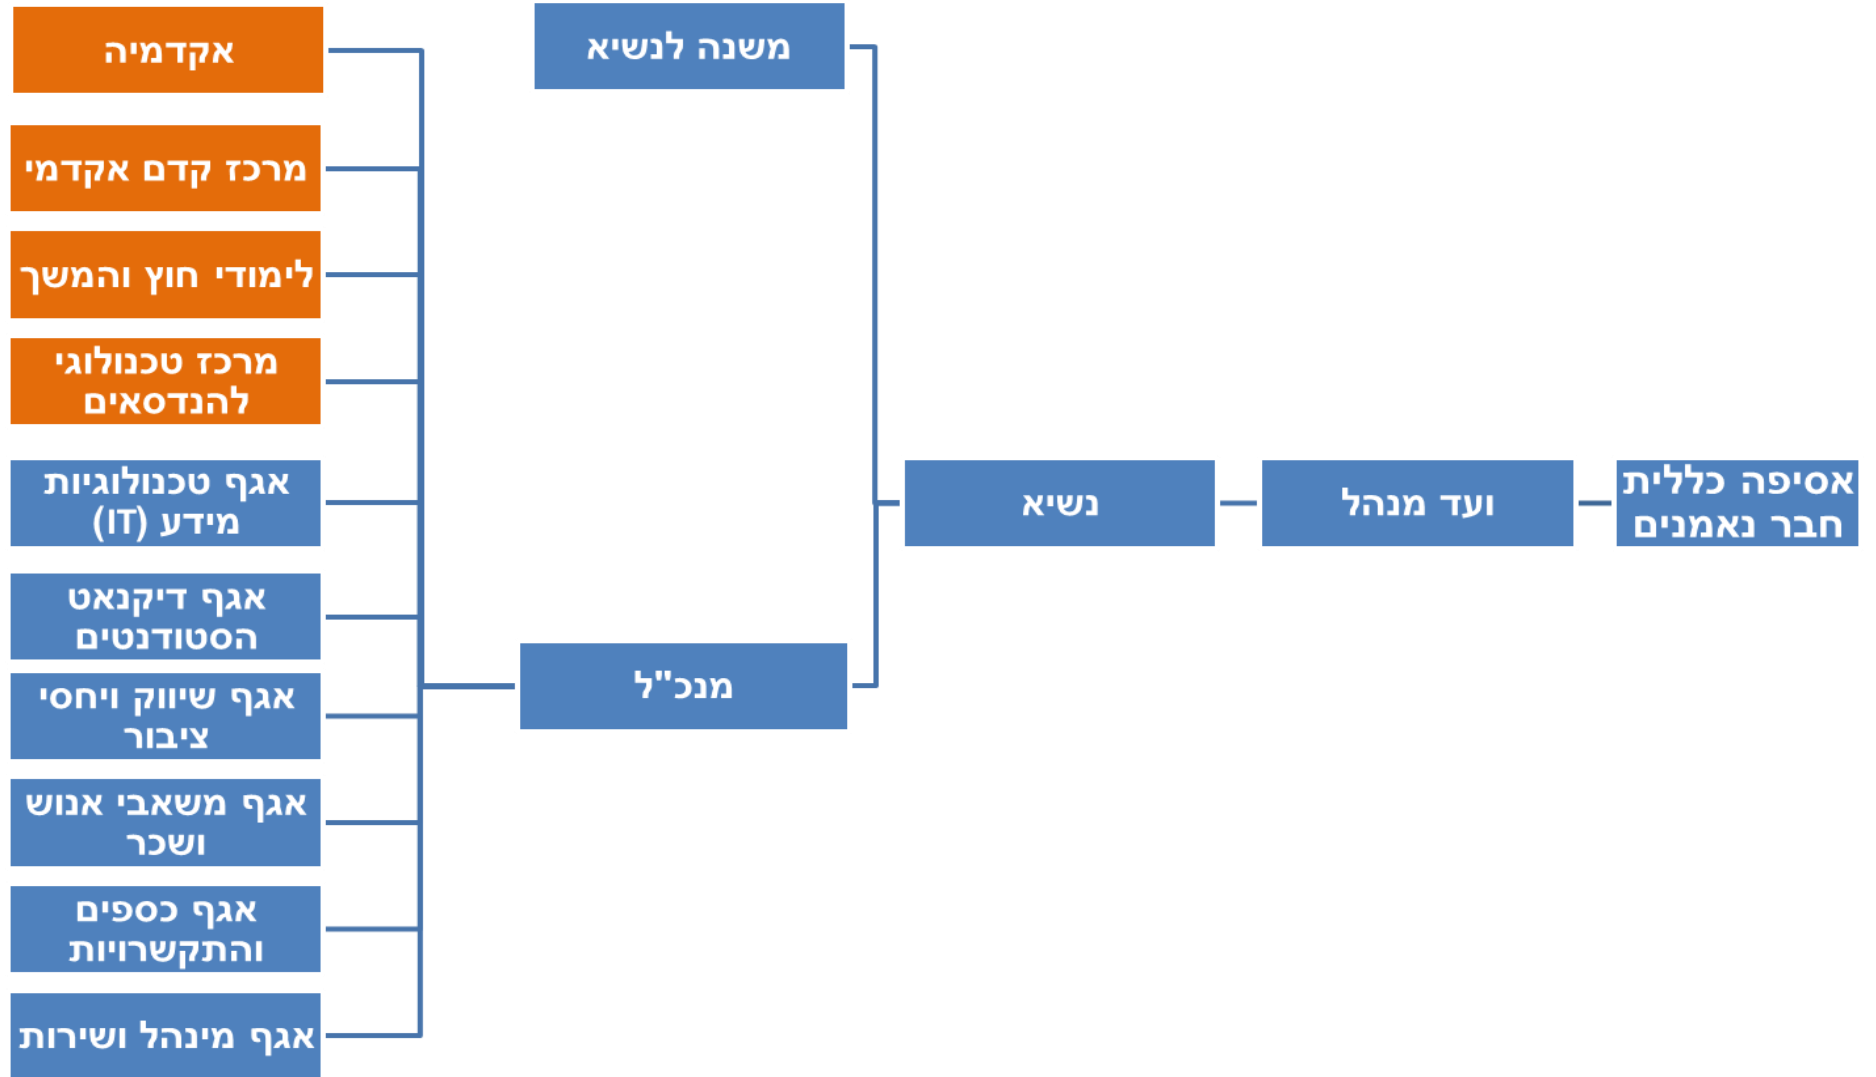 אסיפה כללית
חבר נאמנים
ועד מנהל
נשיא
משנה לנשיא
מנכ"ל
אקדמיה
מרכז קדם אקדמי
לימודי חוץ והמשך
מרכז טכנולוגי
להנדסאים
אגף טכנולוגיות
מידע (IT)
אגף דיקנאט
הסטודנטים
אגף שיווק ויחסי
ציבור
אגף משאבי אנוש
ושכר
אגף כספים
והתקשרויות
אגף מינהל ושירות